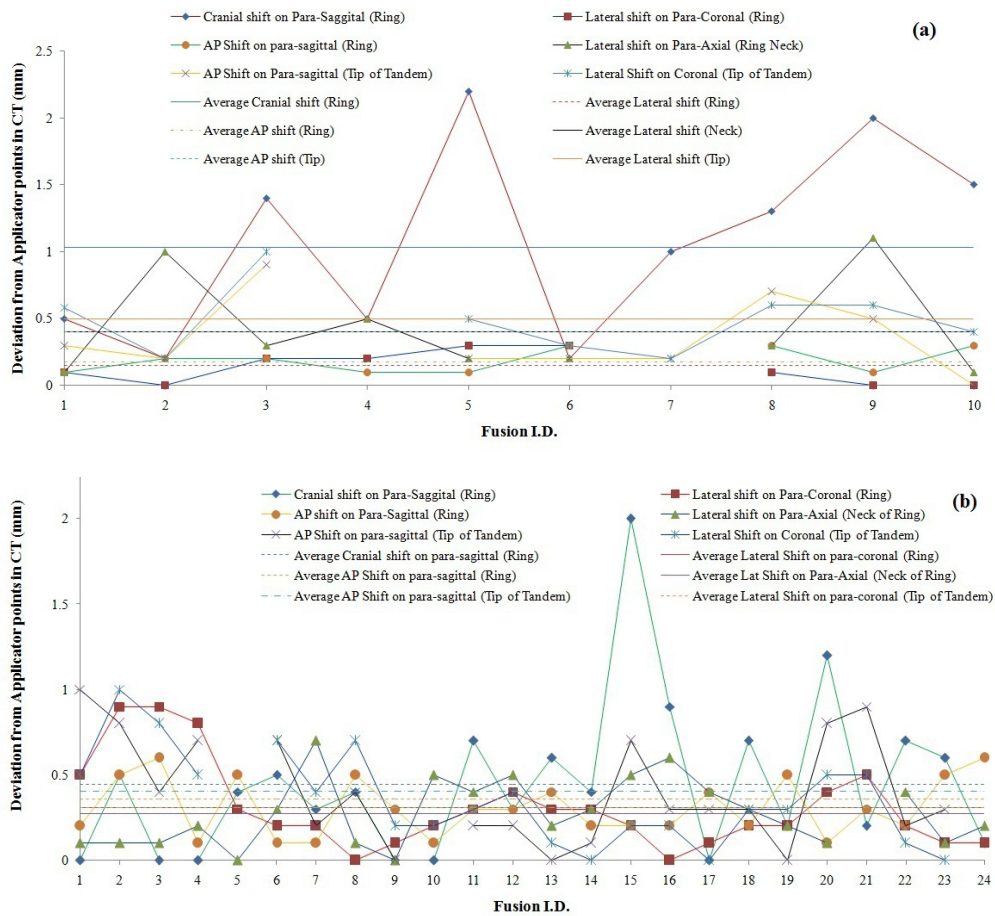 Cranial shift on Para-Saggital (Ring)
Lateral shift on Para-Coronal (Ring)
(a)
AP Shift on para-sagittal (Ring)
Lateral shift on Para-Axial (Ring Neck)
AP Shift on Para-sagittal (Tip of Tandem)
Lateral Shift on Coronal (Tip of Tandem)
Average Cranial shift (Ring)
Average Lateral shift (Ring)
Average AP shift (Ring)
Average Lateral shift (Neck)
Average AP shift (Tip)
Average Lateral shift (Tip)
Deviation from Applicator points in CT (mm)
2.5
2
1.5
1
0.5
0
1 2 3 4 5 6 7 8 9 10
Fusion I.D.
Cranial shift on Para-Saggital (Ring)
Lateral shift on Para-Coronal (Ring)
(b)
AP shift on Para-Sagittal (Ring)
Lateral shift on Para-Axial (Neck of Ring)
AP Shift on para-sagittal (Tip of Tandem)
Lateral Shift on Coronal (Tip of Tandem)
Average Cranial shift on para-sagittal (Ring)
Average Lateral Shift on para-coronal (Ring)
Average AP Shift on para-sagittal (Ring)
Average Lat Shift on Para-Axial (Neck of Ring)
Average AP Shift on para-sagittal (Tip of Tandem)
Average Lateral Shift on para-coronal (Tip of Tandem)
Deviation from Applicator points in CT (mm)
2
1.5
1
0.5
0
1 2 3 4 5 6 7 8 9 10 11 12 13 14 15 16 17 18 19 20 21 22 23 24
Fusion I.D.